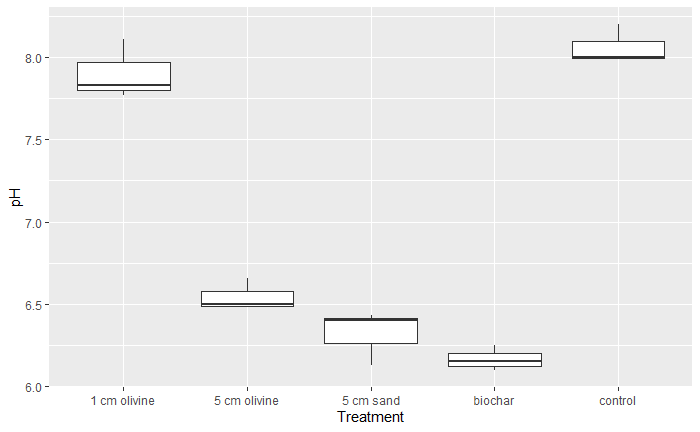 8.0
7.5
7.0
6.5
6.0
pH
1 cm olivine 5 cm olivine 5 cm sand biochar control
Treatment